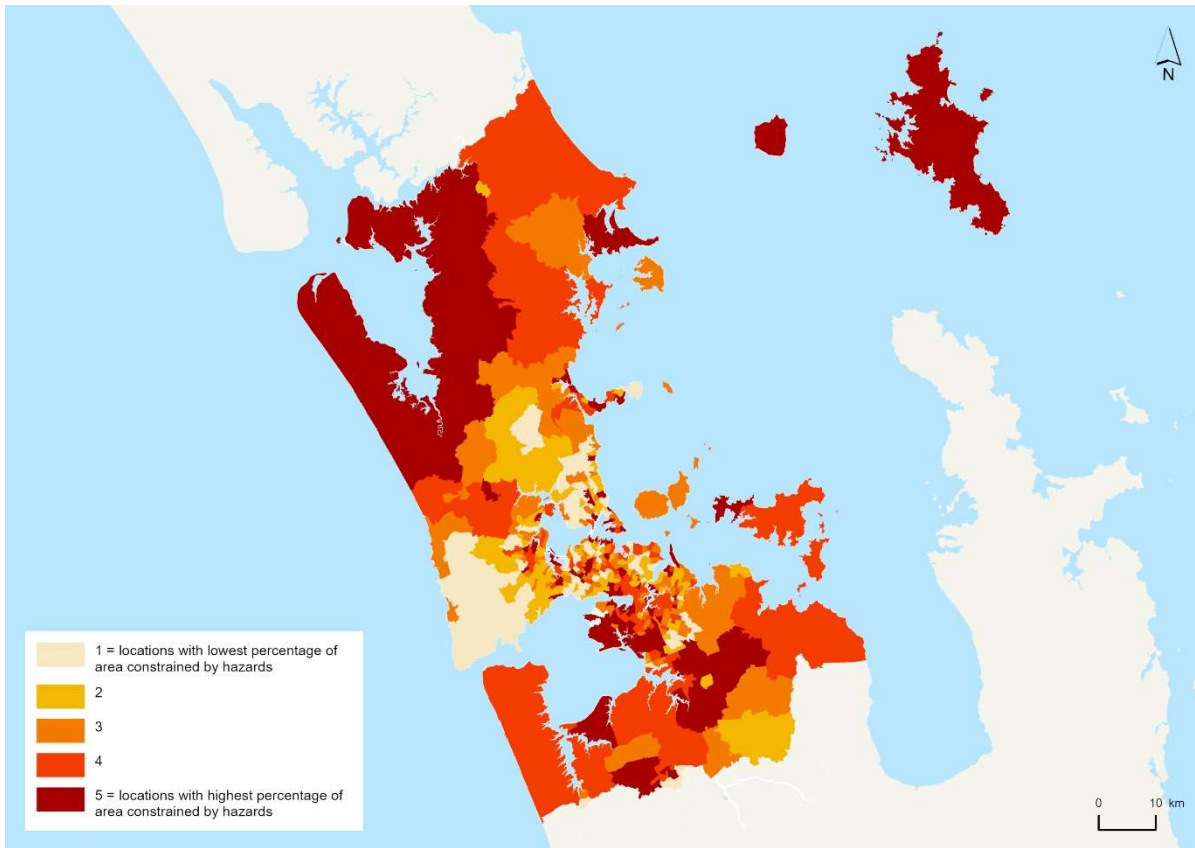 N
1 = locations with lowest percentage of
area constrained by hazards
2
3
4
5 = locations with highest percentage of
area constrained by hazards
0 10 km